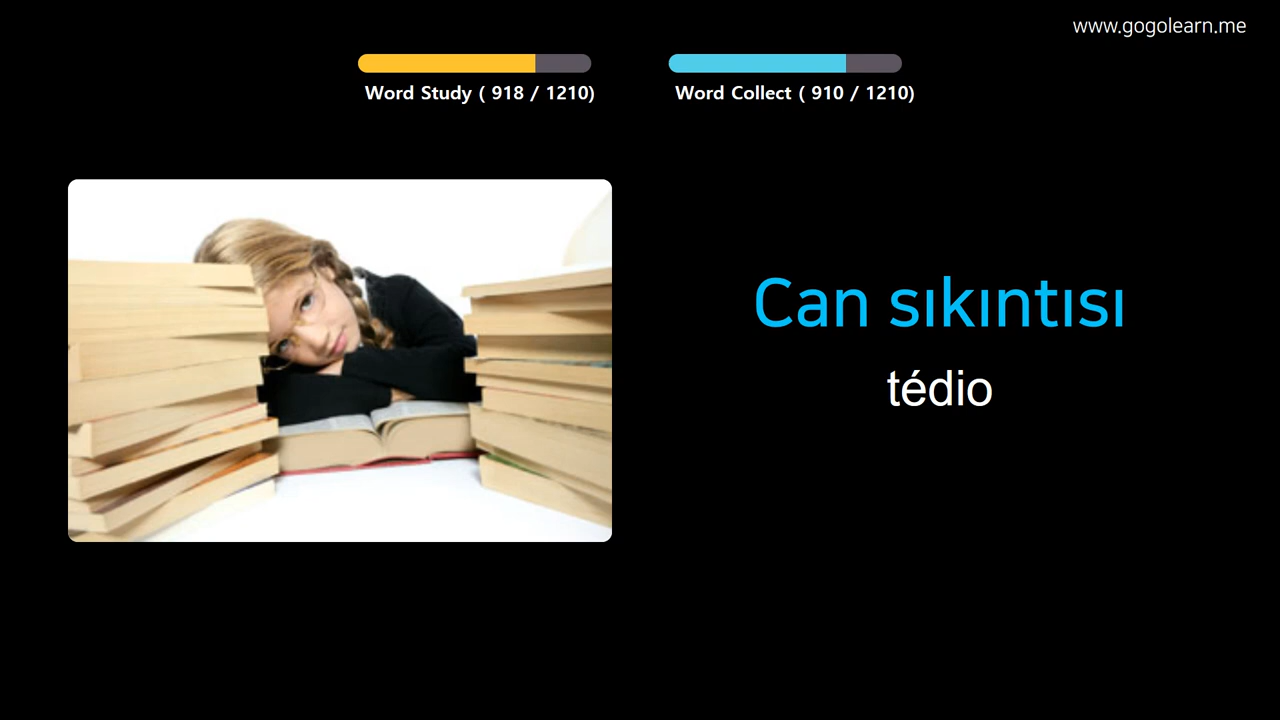 www.gogolearn.me
Word Study ( 918 / 1210)
Word Collect ( 910 / 1210)
Can sıkıntısı
tédio